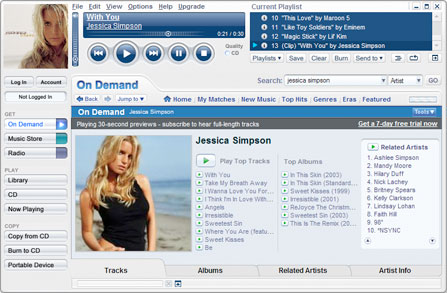 File Edit View Tools Options Help Upgrade
With You
Jessica Simpson
0:21 / 0:30
Quality
CD
Current Playlist
10 "This Love" by Maroon 5
11 "Like Toy Soldiers" by Eminem
12 "Magic Stick" by Lil' Kim
13 (Clip) "With You" by Jessica Simpson
Playlists Save Clear Burn Send to
Log In Account
Not Logged In
GET
On Demand
Music Store
Radio
PLAY
Library
CD
Now Playing
COPY
Copy from CD
Burn to CD
Portable Device
On Demand
Search: jessica simpson Artist GO
Back Jump to Home My Matches New Music Top Hits Genres Eras Featured
On Demand Jessica Simpson Tools
Playing 30-second previews - subscribe to hear full-length tracks Get a 7-day free trial now
Jessica Simpson
Play Top Tracks
With You
Take My Breath Away
I Wanna Love You For...
I Think I'm In Love With...
Angels
Irresistible
Sweetest Sin
Where You Are (featu...
Sweet Kisses
Be
Top Albums
In This Skin (2003)
In This Skin (Standard...
Sweet Kisses (1999)
Irresistible (2001)
ReJoyce The Christm...
Sweetest Sin (2003)
This Is The Remix (20...
Related Artists
1. Ashlee Simpson
2. Mandy Moore
3. Hilary Duff
4. Nick Lachey
5. Britney Spears
6. Kelly Clarkson
7. Lindsay Lohan
8. Faith Hill
9. 98°
10. *NSYNC
Tracks Albums Related Artists Artist Info